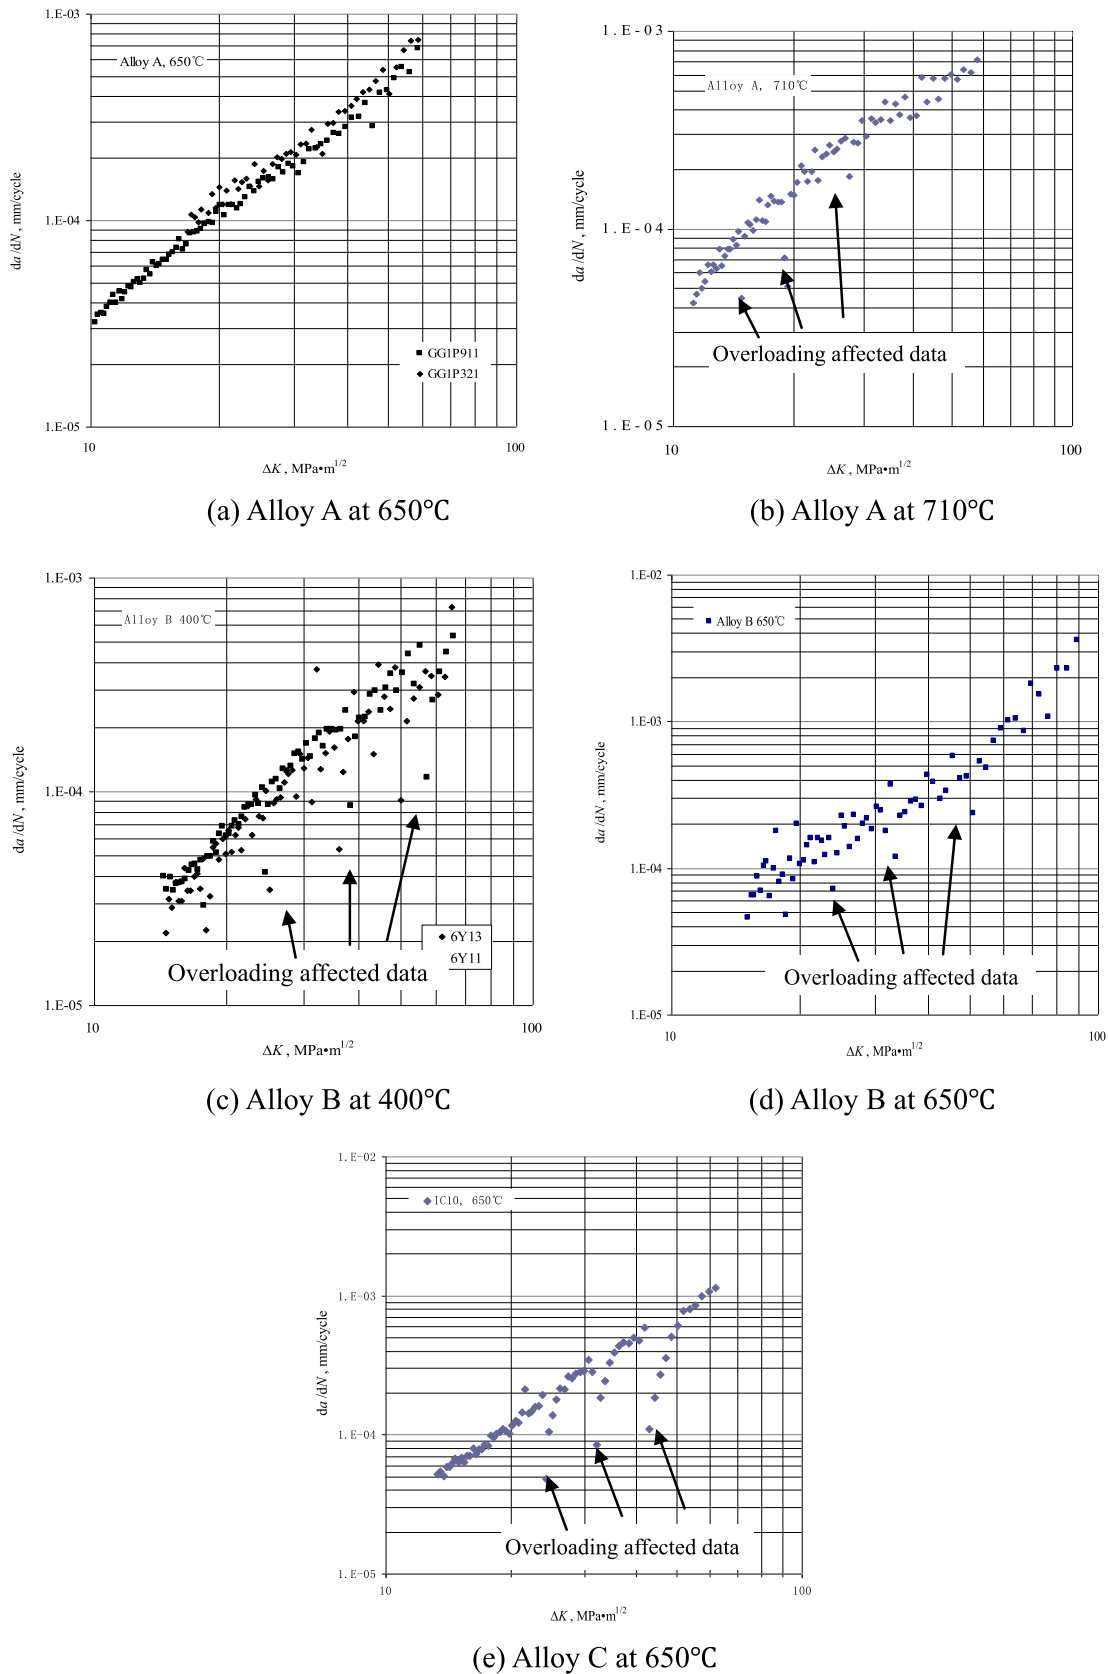 1.E-03
Alloy A, 650℃
1.E-04
da/dN, mm/cycle
GG1P911
GG1P321
1.E-05
10
100
ΔK, MPa•m1/2
(a) Alloy A at 650℃
1.E-03
Alloy A, 710℃
1.E-04
da/dN, mm/cycle
Overloading affected data
1.E-05
10
100
ΔK, MPa•m1/2
(b) Alloy A at 710℃
1.E-03
Alloy B 400℃
1.E-04
da/dN, mm/cycle
6Y13
6Y11
Overloading affected data
1.E-05
10
100
ΔK, MPa•m1/2
(c) Alloy B at 400℃
1.E-02
Alloy B 650℃
1.E-03
da/dN, mm/cycle
1.E-04
Overloading affected data
1.E-05
10
100
ΔK, MPa•m1/2
(d) Alloy B at 650℃
1.E-02
IC10, 650℃
1.E-03
da/dN, mm/cycle
1.E-04
Overloading affected data
1.E-05
10
100
ΔK, MPa•m1/2
(e) Alloy C at 650℃